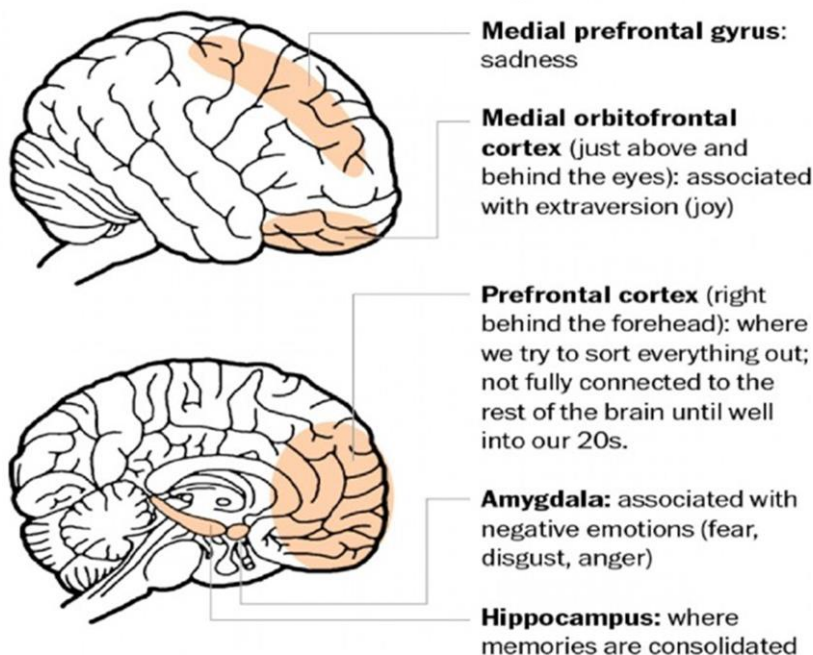 Medial prefrontal gyrus:
sadness
Medial orbitofrontal
cortex (just above and
behind the eyes): associated
with extraversion (joy)
Prefrontal cortex (right
behind the forehead): where
we try to sort everything out;
not fully connected to the
rest of the brain until well
into our 20s.
Amygdala: associated with
negative emotions (fear,
disgust, anger)
Hippocampus: where
memories are consolidated